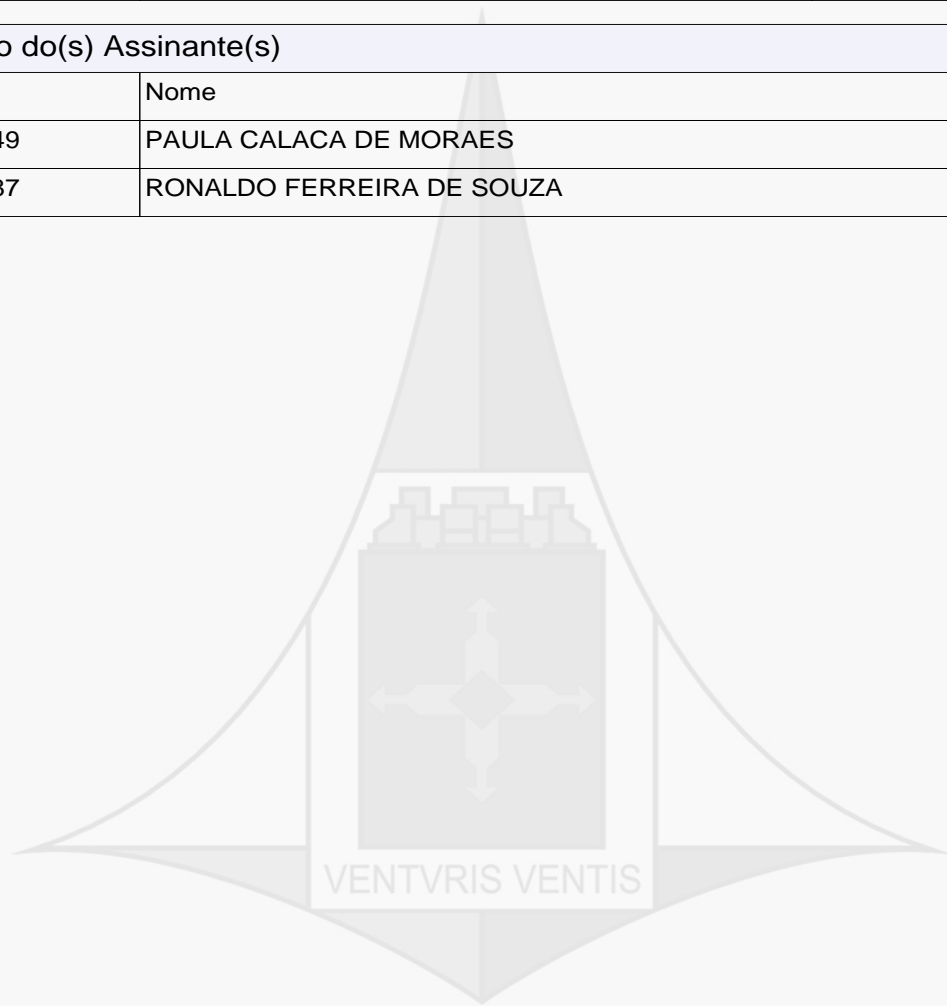 o do(s) Assinante(s)
Nome
49 PAULA CALACA DE MORAES
37 RONALDO FERREIRA DE SOUZA
VENTVRIS VENTIS